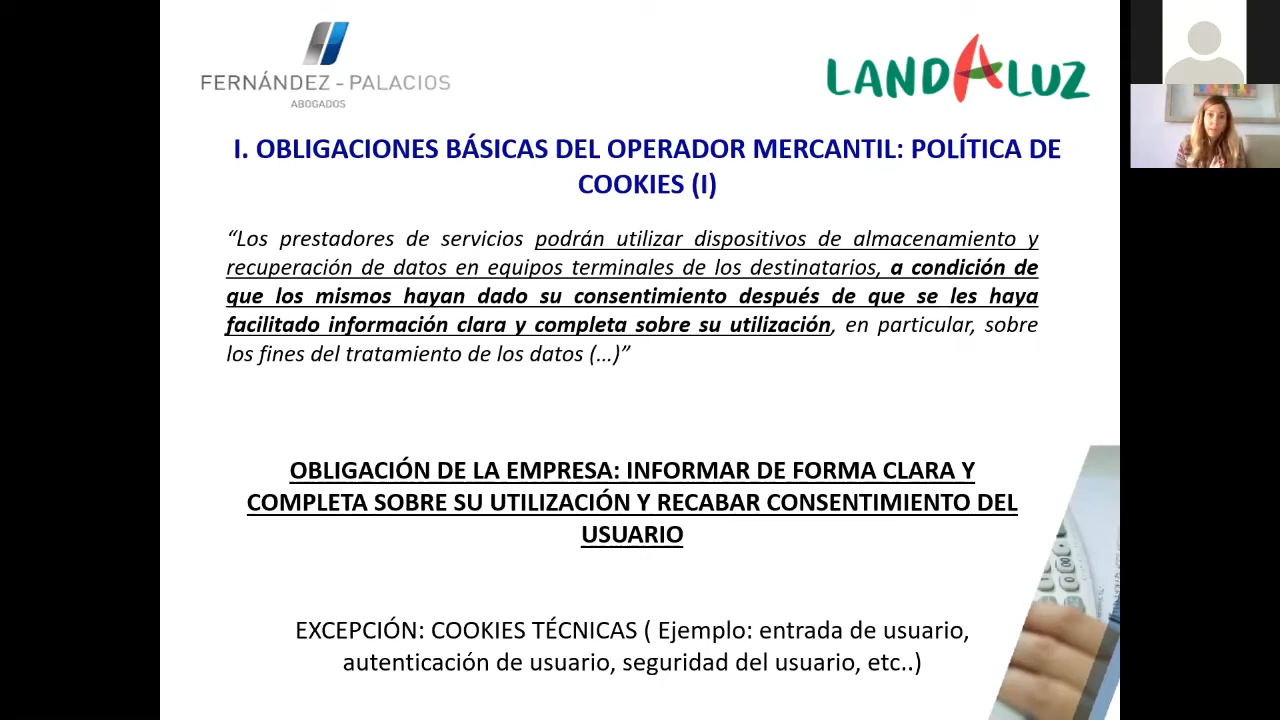 FERNÁNDEZ - PALACIOS
ABOGADOS
LANDALUZ
I. OBLIGACIONES BÁSICAS DEL OPERADOR MERCANTIL: POLÍTICA DE
COOKIES (I)
“Los prestadores de servicios podrán utilizar dispositivos de almacenamiento y
recuperación de datos en equipos terminales de los destinatarios, a condición de
que los mismos hayan dado su consentimiento después de que se les haya
facilitado información clara y completa sobre su utilización, en particular, sobre
los fines del tratamiento de los datos (...)”
OBLIGACIÓN DE LA EMPRESA: INFORMAR DE FORMA CLARA Y
COMPLETA SOBRE SU UTILIZACIÓN Y RECABAR CONSENTIMIENTO DEL
USUARIO
EXCEPCIÓN: COOKIES TÉCNICAS ( Ejemplo: entrada de usuario,
autenticación de usuario, seguridad del usuario, etc..)